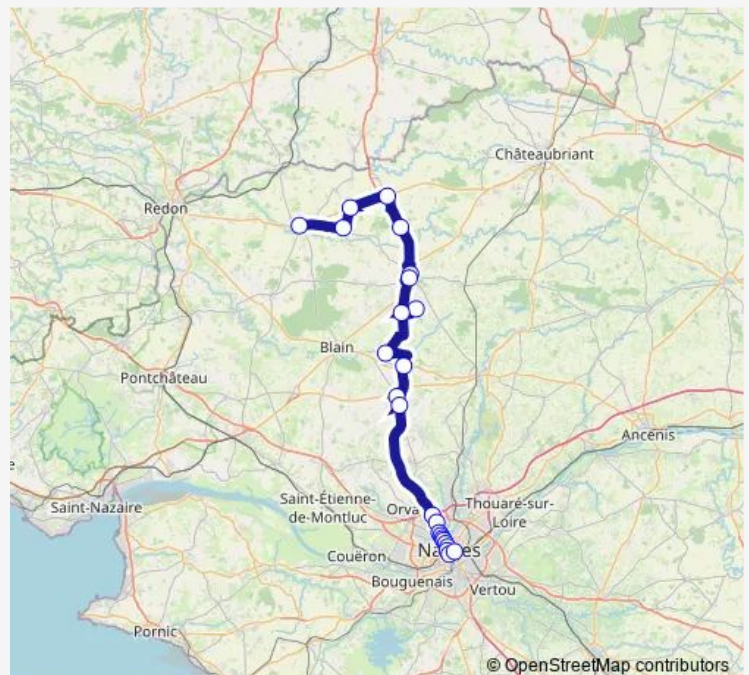 Châteaubriant
Redon
Blain
Pontchâteau
Ancenis
Saint-Nazaire
Saint-Étienne-
de-Montluc
Orva
Thouaré-sur-
Loire
Couëron
Bouguenais
Vertou
Pornic
© OpenStreetMap contributors